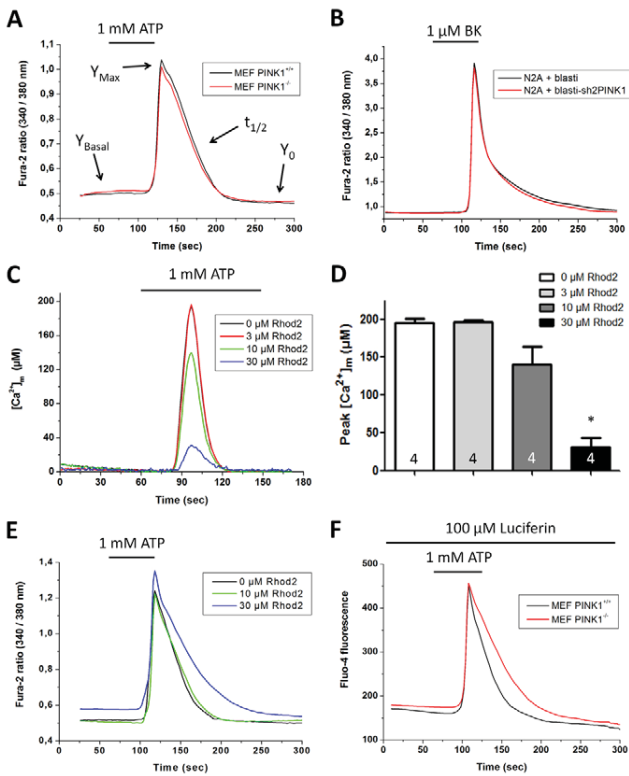 A
1 mM ATP
Fura-2 ratio (340 / 380 nm)
1,2
1,1
1,0
0,9
0,8
0,7
0,6
0,5
0,4
Y Max
Y Basal
t 1/2
Y 0
MEF PINK1+/+
MEF PINK1-/-
0 50 100 150 200 250 300
Time (sec)
B
1 µM BK
Fura-2 ratio (340 / 380 nm)
4,0
3,5
3,0
2,5
2,0
1,5
1,0
N2A + blasti
N2A + blasti-sh2PINK1
0 50 100 150 200 250 300
Time (sec)
C
1 mM ATP
[Ca2+]m (µM)
200
160
120
80
40
0
0 µM Rhod2
3 µM Rhod2
10 µM Rhod2
30 µM Rhod2
0 30 60 90 120 150 180
Time (sec)
D
0 µM Rhod2
3 µM Rhod2
10 µM Rhod2
30 µM Rhod2
Peak [Ca2+]m (µM)
200
150
100
50
0
*
4 4 4 4
E
1 mM ATP
Fura-2 ratio (340 / 380 nm)
1,4
1,2
1,0
0,8
0,6
0,4
0 µM Rhod2
10 µM Rhod2
30 µM Rhod2
0 50 100 150 200 250 300
Time (sec)
F
100 µM Luciferin
1 mM ATP
Fluo-4 fluorescence
500
400
300
200
100
MEF PINK1+/+
MEF PINK1-/-
0 50 100 150 200 250 300
Time (sec)